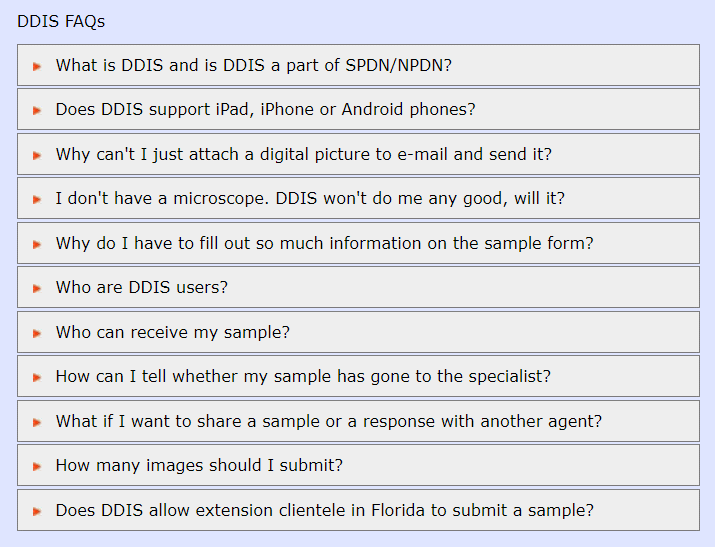 DDIS FAQs
What is DDIS and is DDIS a part of SPDN/NPDN?
Does DDIS support iPad, iPhone or Android phones?
Why can't I just attach a digital picture to e-mail and send it?
I don't have a microscope. DDIS won't do me any good, will it?
Why do I have to fill out so much information on the sample form?
Who are DDIS users?
Who can receive my sample?
How can I tell whether my sample has gone to the specialist?
What if I want to share a sample or a response with another agent?
How many images should I submit?
Does DDIS allow extension clientele in Florida to submit a sample?